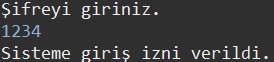 Şifreyi giriniz.
1234
Sisteme giriş izni verildi.